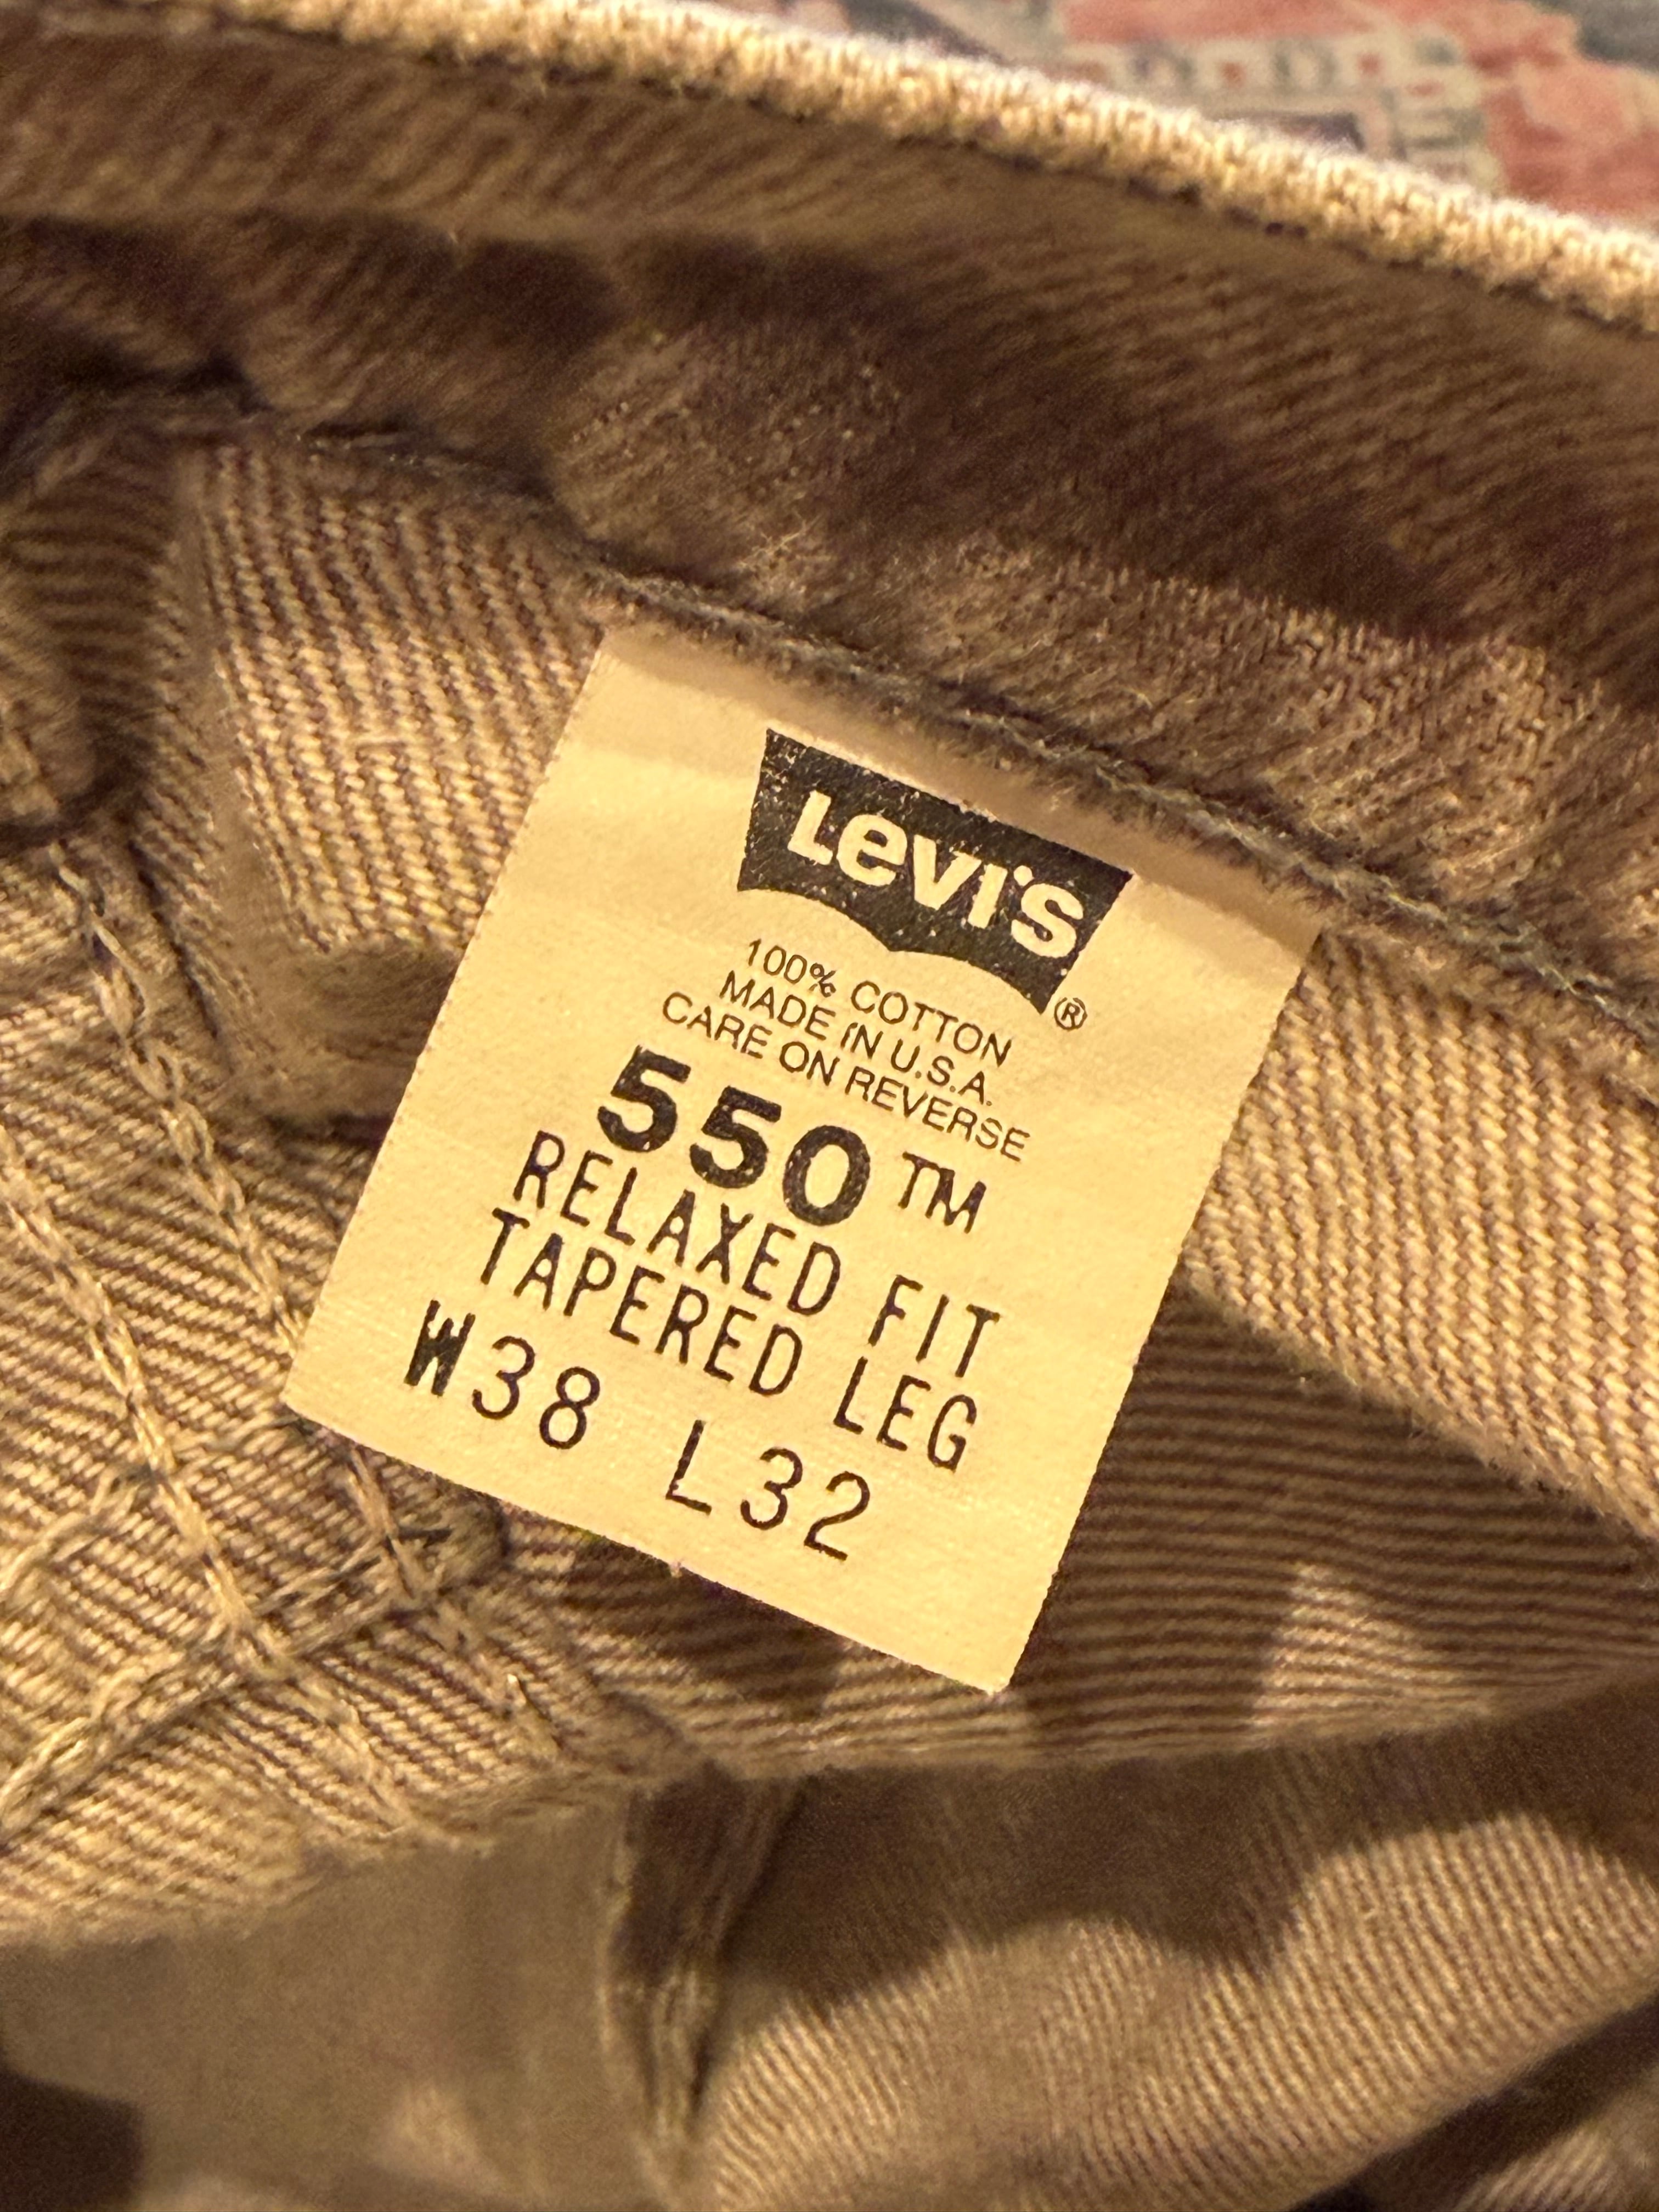 Levi's ®
100% COTTON
MADE IN U.S.A.
CARE ON REVERSE
550™
RELAXED FIT
TAPERED LEG
W38 L32